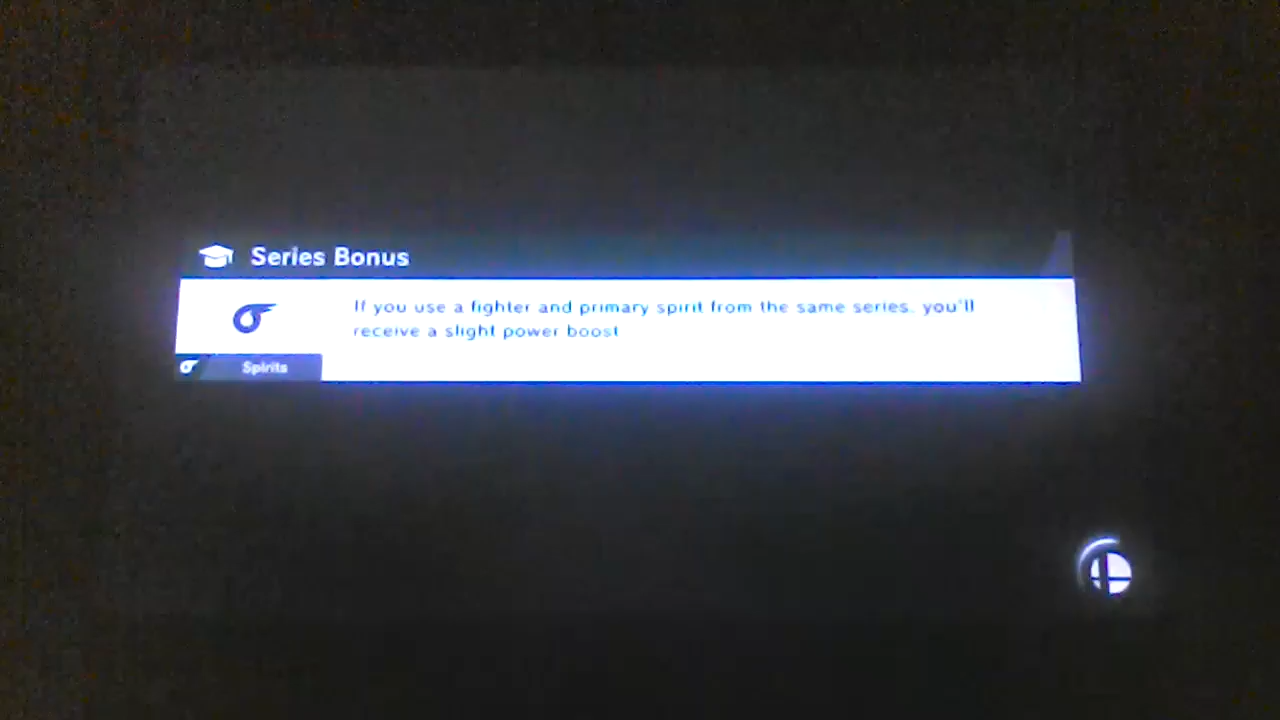 Series Bonus
If you use a fighter and primary spirit from the same series, you'll
receive a slight power boost
Spirits